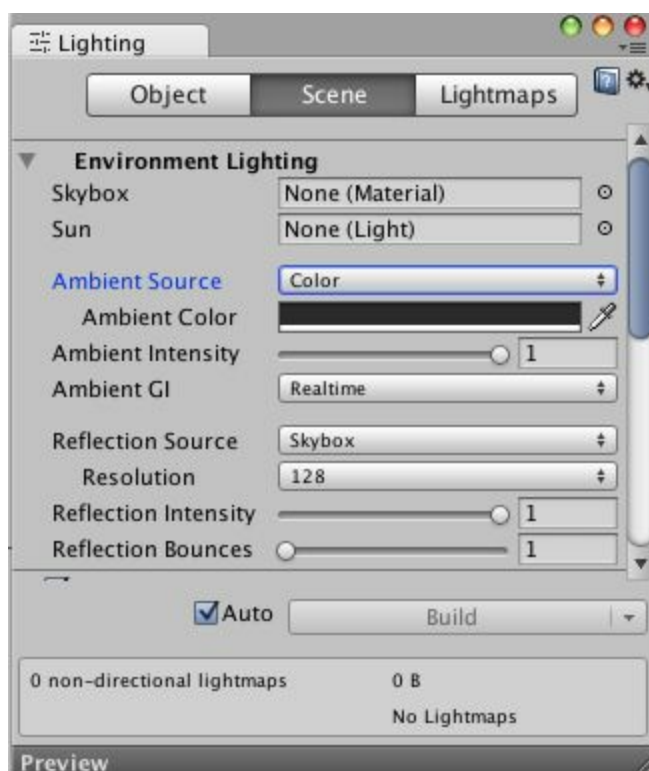 Lighting
Object Scene Lightmaps
Environment Lighting
Skybox None (Material)
Sun None (Light)
Ambient Source Color
Ambient Color
Ambient Intensity 1
Ambient GI Realtime
Reflection Source Skybox
Resolution 128
Reflection Intensity 1
Reflection Bounces 1
Auto Build
0 non-directional lightmaps 0 B
No Lightmaps
Preview